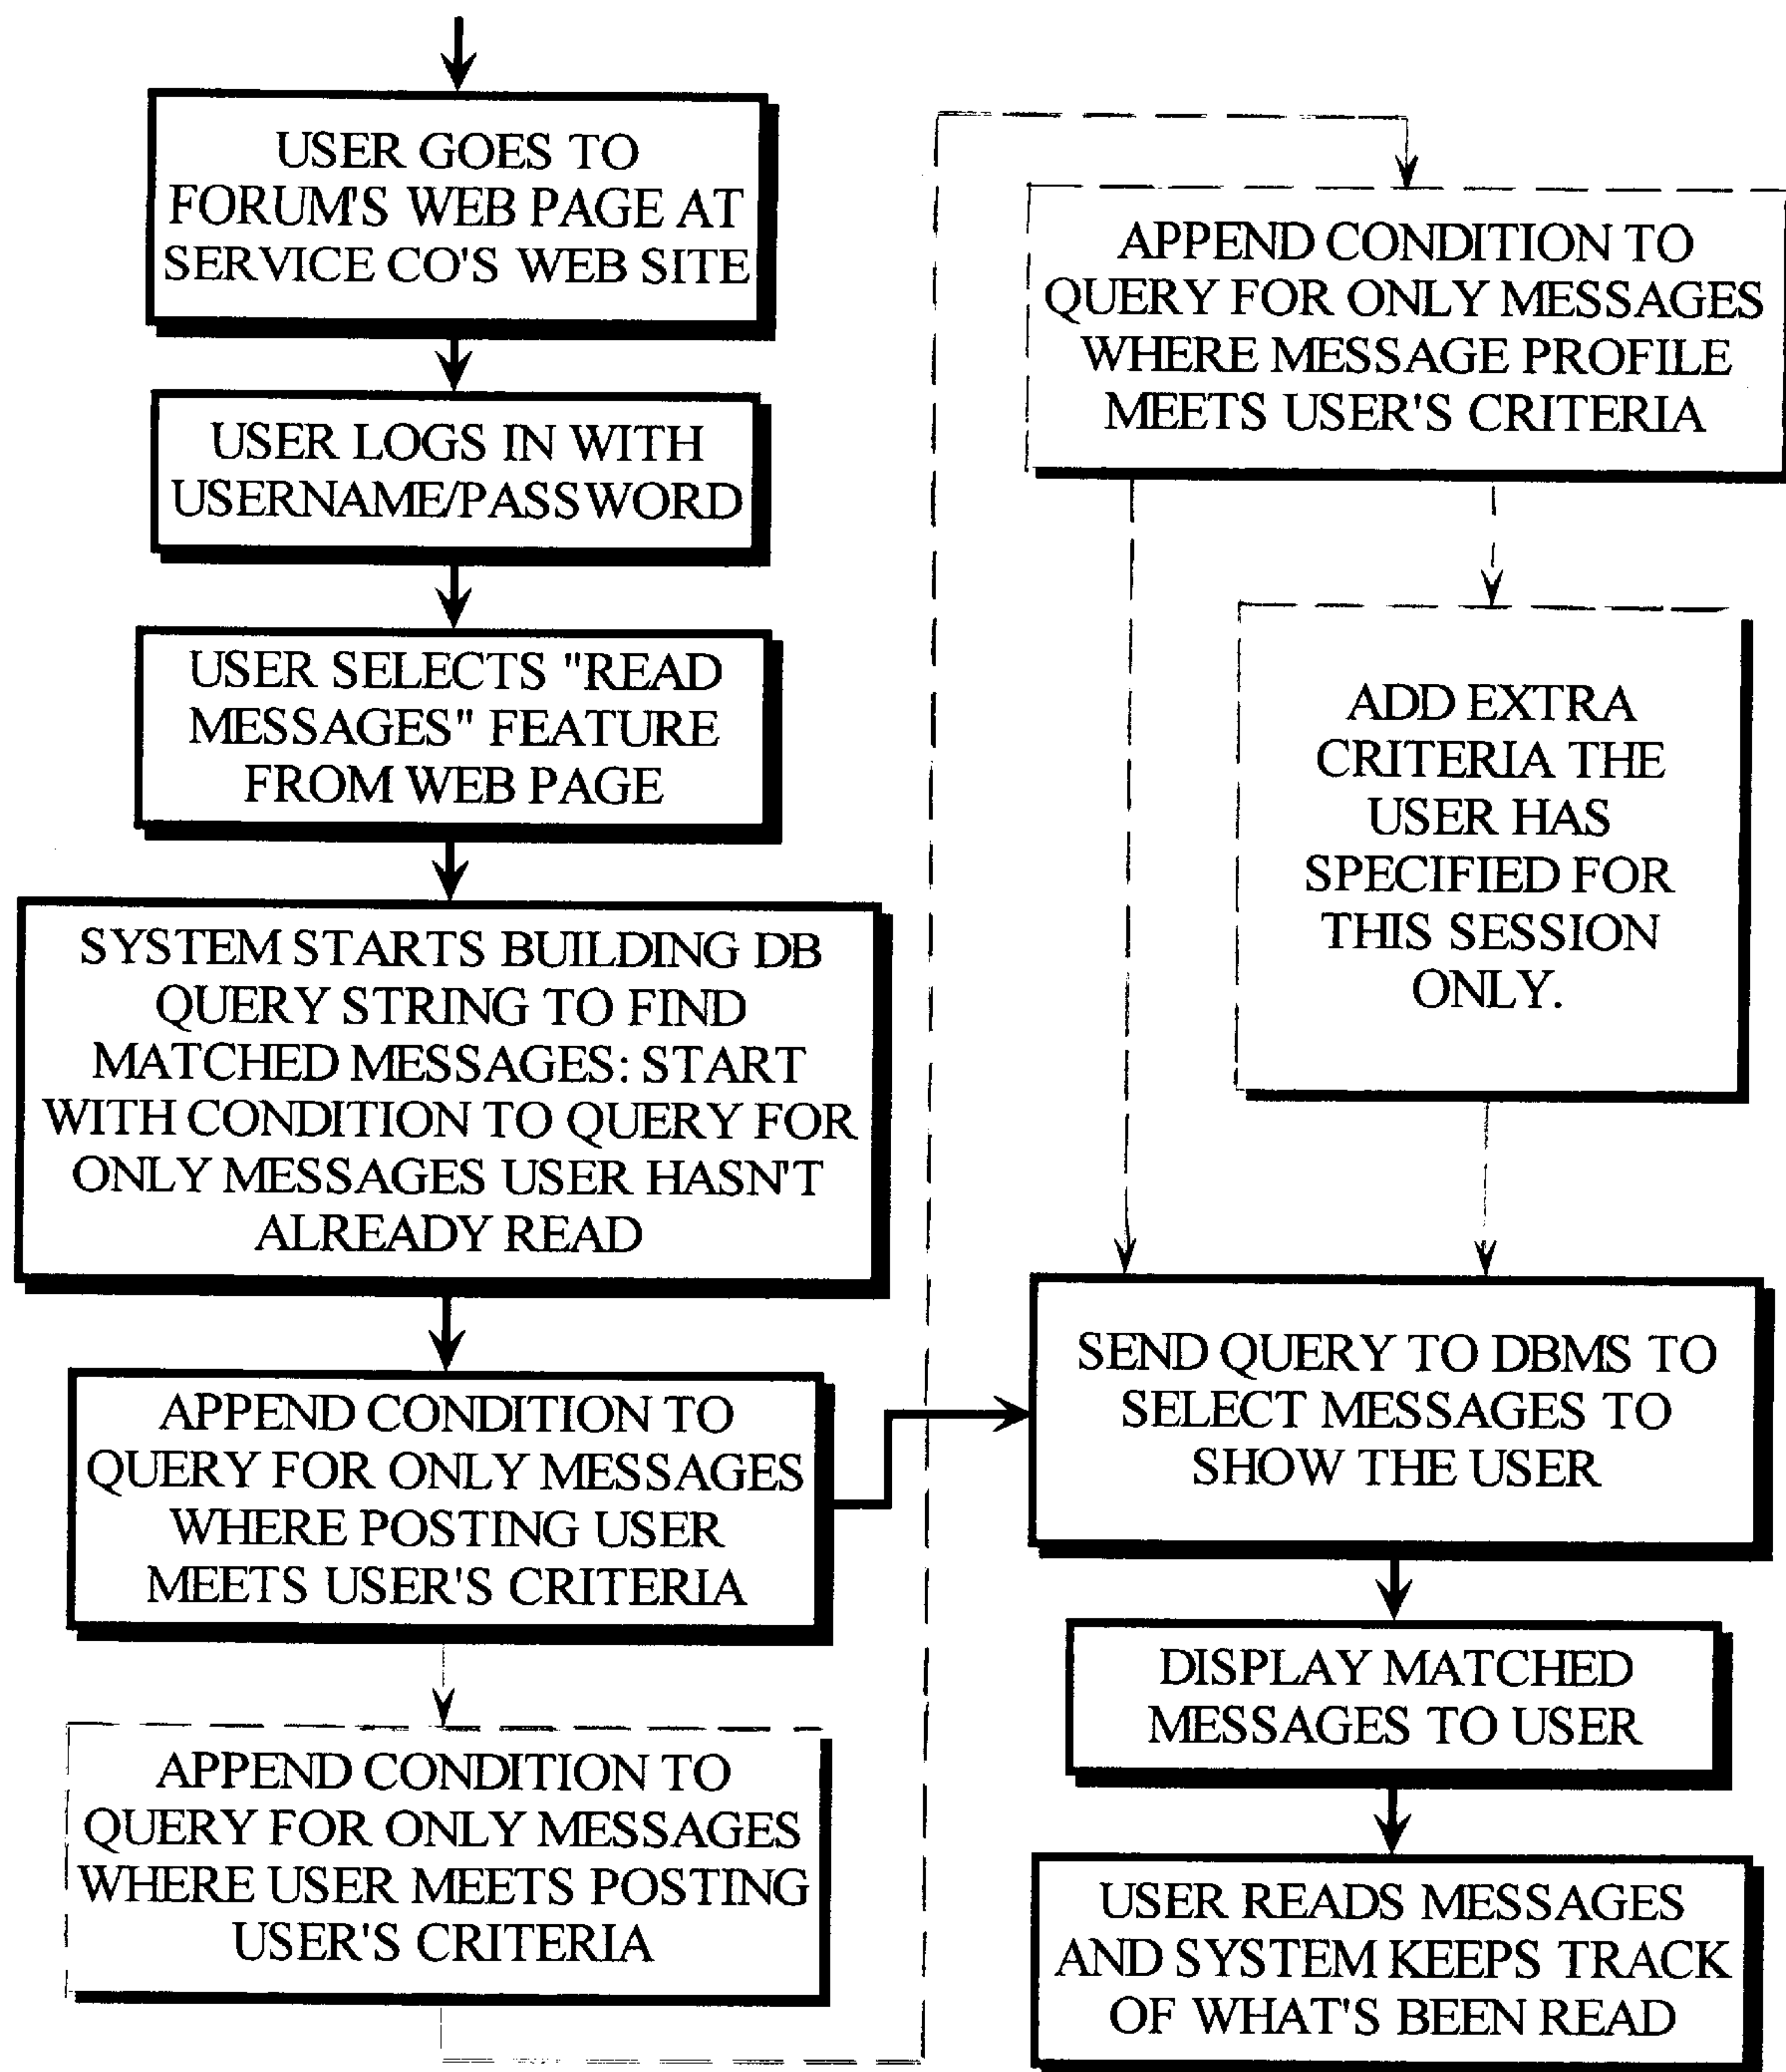 USER GOES TO
FORUM'S WEB PAGE AT
SERVICE CO'S WEB SITE
USER LOGS IN WITH
USERNAME/PASSWORD
USER SELECTS "READ
MESSAGES" FEATURE
FROM WEB PAGE
SYSTEM STARTS BUILDING DB
QUERY STRING TO FIND
MATCHED MESSAGES: START
WITH CONDITION TO QUERY FOR
ONLY MESSAGES USER HASN'T
ALREADY READ
APPEND CONDITION TO
QUERY FOR ONLY MESSAGES
WHERE POSTING USER
MEETS USER'S CRITERIA
APPEND CONDITION TO
QUERY FOR ONLY MESSAGES
WHERE USER MEETS POSTING
USER'S CRITERIA
APPEND CONDITION TO
QUERY FOR ONLY MESSAGES
WHERE MESSAGE PROFILE
MEETS USER'S CRITERIA
ADD EXTRA
CRITERIA THE
USER HAS
SPECIFIED FOR
THIS SESSION
ONLY.
SEND QUERY TO DBMS TO
SELECT MESSAGES TO
SHOW THE USER
DISPLAY MATCHED
MESSAGES TO USER
USER READS MESSAGES
AND SYSTEM KEEPS TRACK
OF WHAT'S BEEN READ